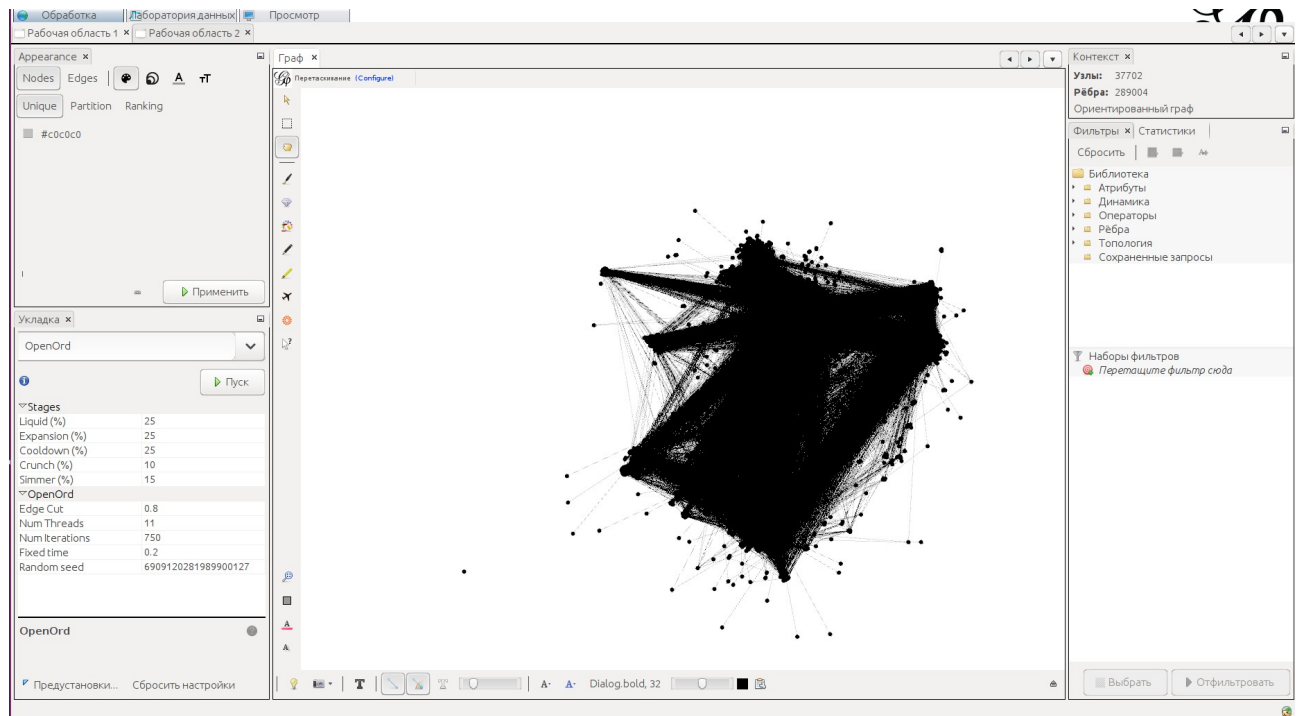 Обработка Лаборатория данных Просмотр
Рабочая область 1 × Рабочая область 2 ×
Appearance ×
Nodes Edges A тT
Unique Partition Ranking
#c0c0c0
Применить
Укладка ×
OpenOrd
Пуск
Stages
Liquid (%) 25
Expansion (%) 25
Cooldown (%) 25
Crunch (%) 10
Simmer (%) 15
OpenOrd
Edge Cut 0.8
Num Threads 11
Num Iterations 750
Fixed time 0.2
Random seed 6909120281989900127
OpenOrd
Предустановки... Сбросить настройки
Граф ×
Перетаскивание (Configure)
T T A- A- Dialog.bold, 32
Контекст ×
Узлы: 37702
Рёбра: 289004
Ориентированный граф
Фильтры × Статистики
Сбросить
Библиотека
Атрибуты
Динамика
Операторы
Рёбра
Топология
Сохраненные запросы
Наборы фильтров
Перетащите фильтр сюда
Выбрать Отфильтровать